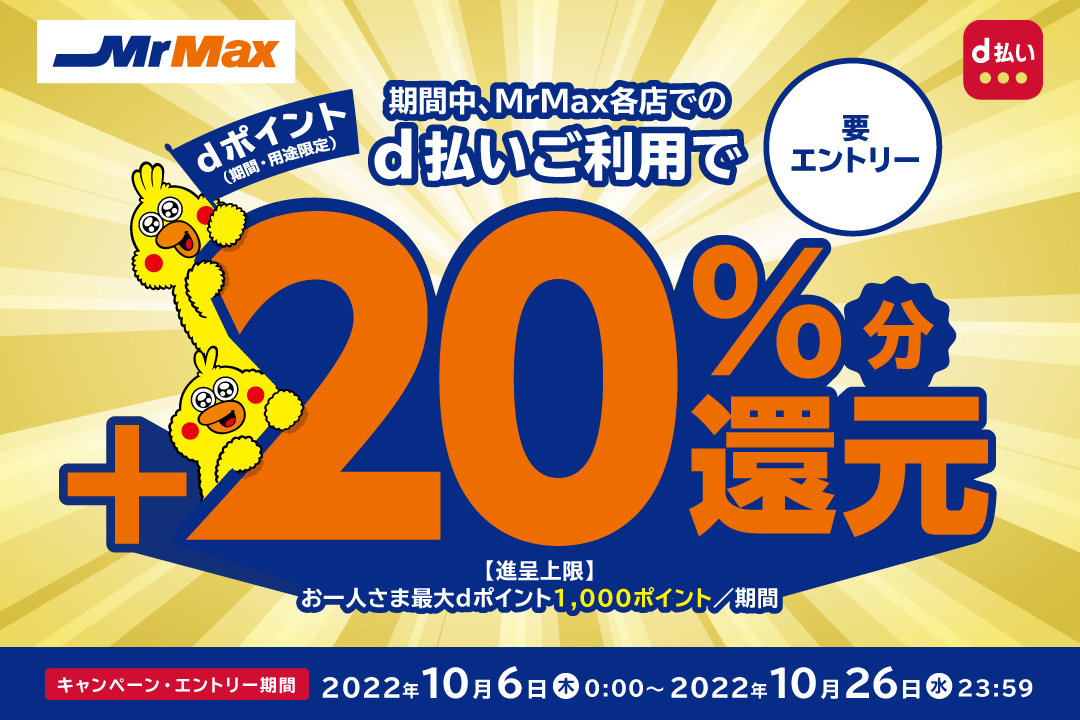 MrMax
d払い
期間中、MrMax各店での
d払いご利用で
要
エントリー
dポイント
(期間・用途限定)
+20%分
還元
【進呈上限】
お一人さま最大dポイント1,000ポイント／期間
キャンペーン・エントリー期間 2022年10月6日木0:00～2022年10月26日水23:59